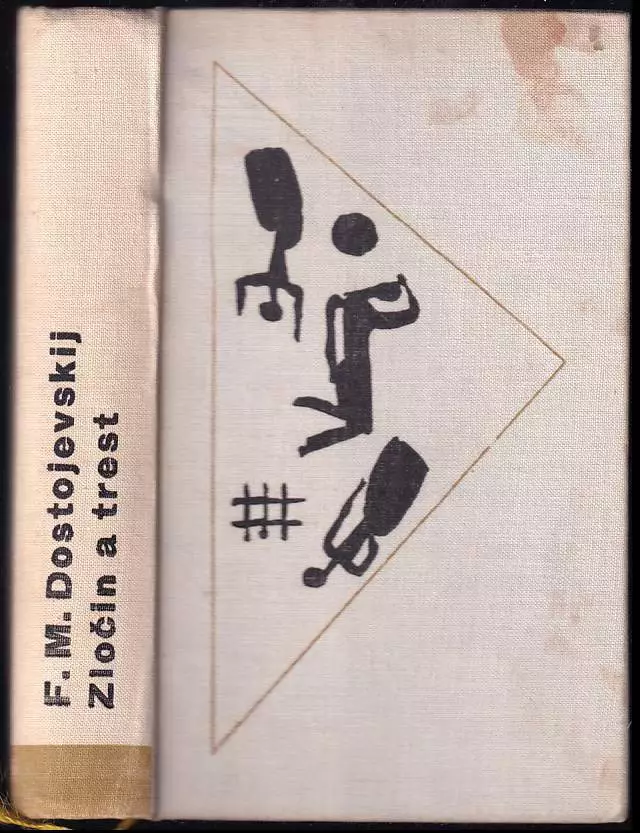 F. M. Dostojevskij
Zločin a trest